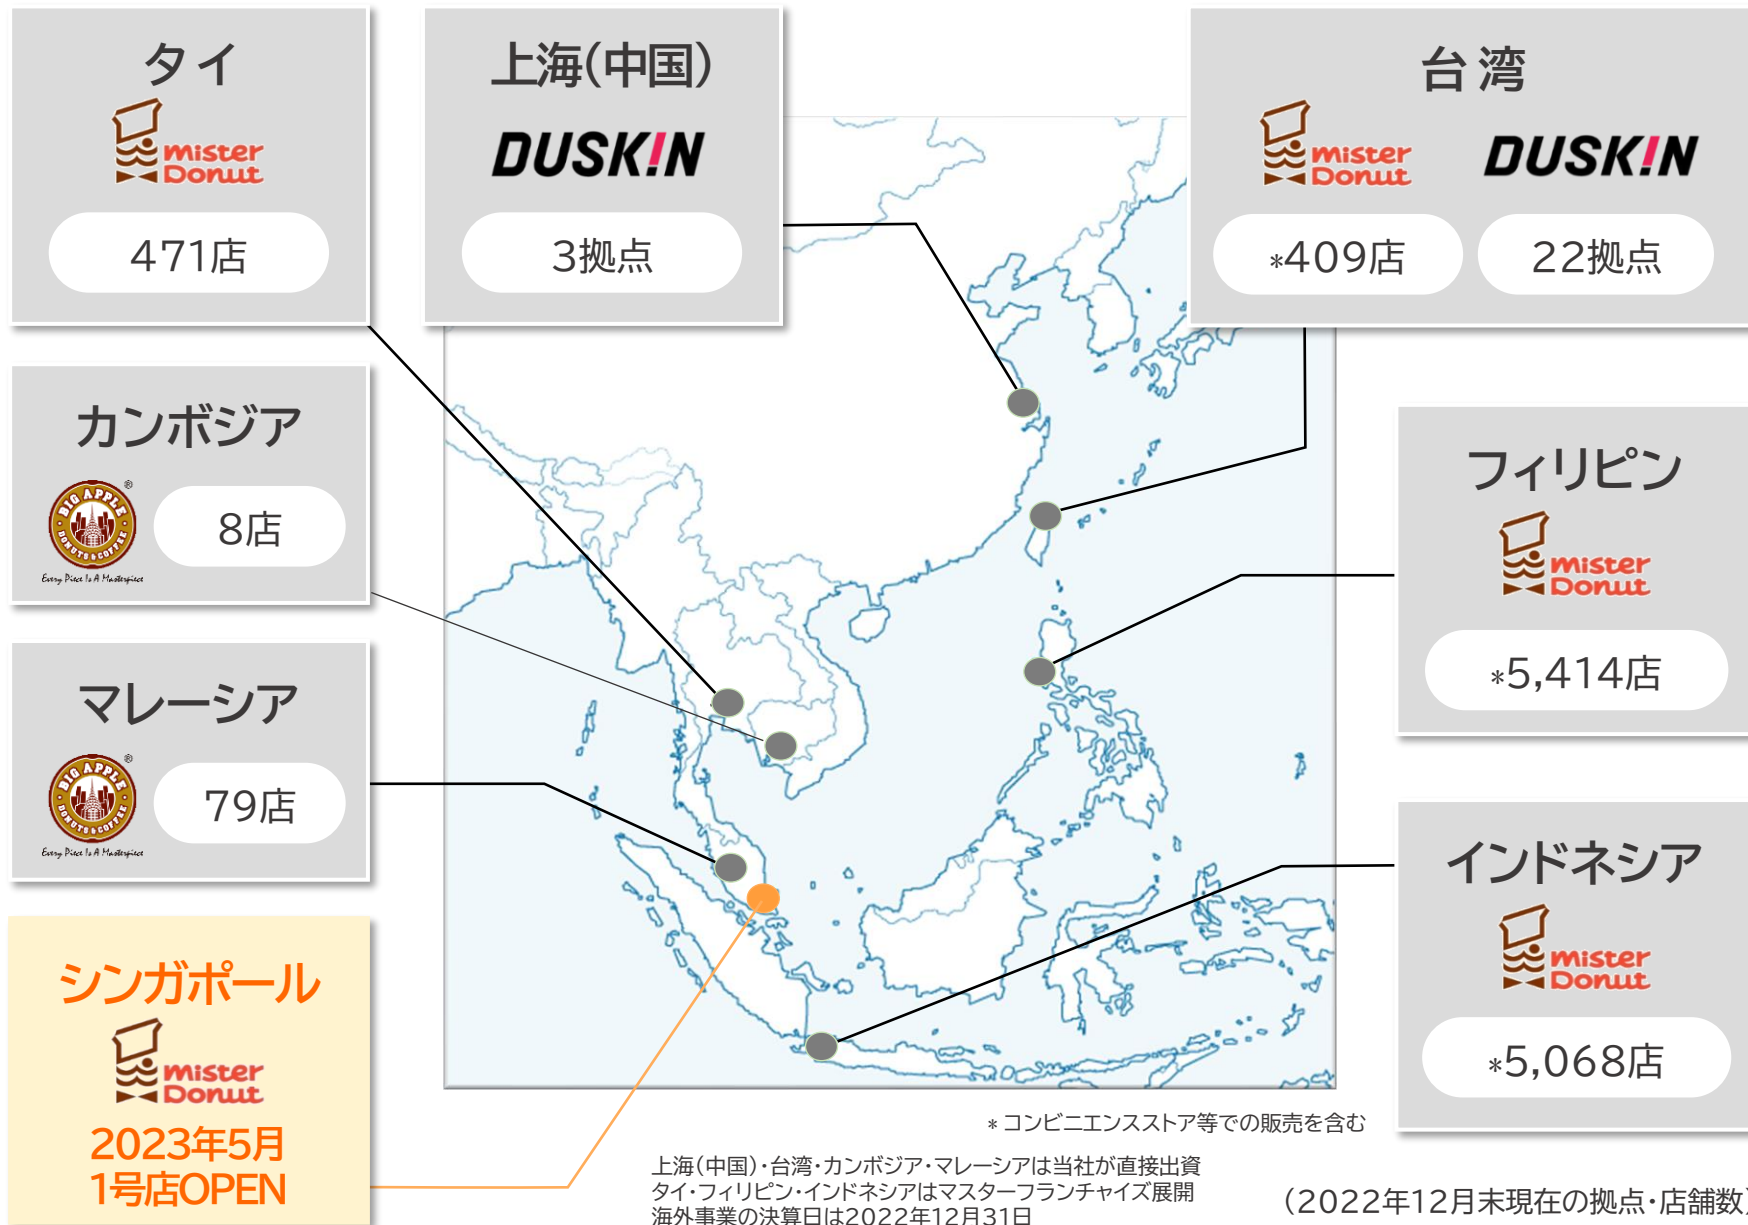 タイ
mister
Donut
471店
上海(中国)
DUSK!N
3拠点
台湾
mister
Donut
DUSK!N
*409店
22拠点
カンボジア
BIG APPLE
DONUTS & COFFEE
®
Every Piece Is A Masterpiece
8店
フィリピン
mister
Donut
*5,414店
マレーシア
BIG APPLE
DONUTS & COFFEE
®
Every Piece Is A Masterpiece
79店
インドネシア
mister
Donut
*5,068店
シンガポール
mister
Donut
2023年5月
1号店OPEN
* コンビニエンスストア等での販売を含む
上海(中国)・台湾・カンボジア・マレーシアは当社が直接出資
タイ・フィリピン・インドネシアはマスターフランチャイズ展開
海外事業の決算日は2022年12月31日
(2022年12月末現在の拠点・店舗数)